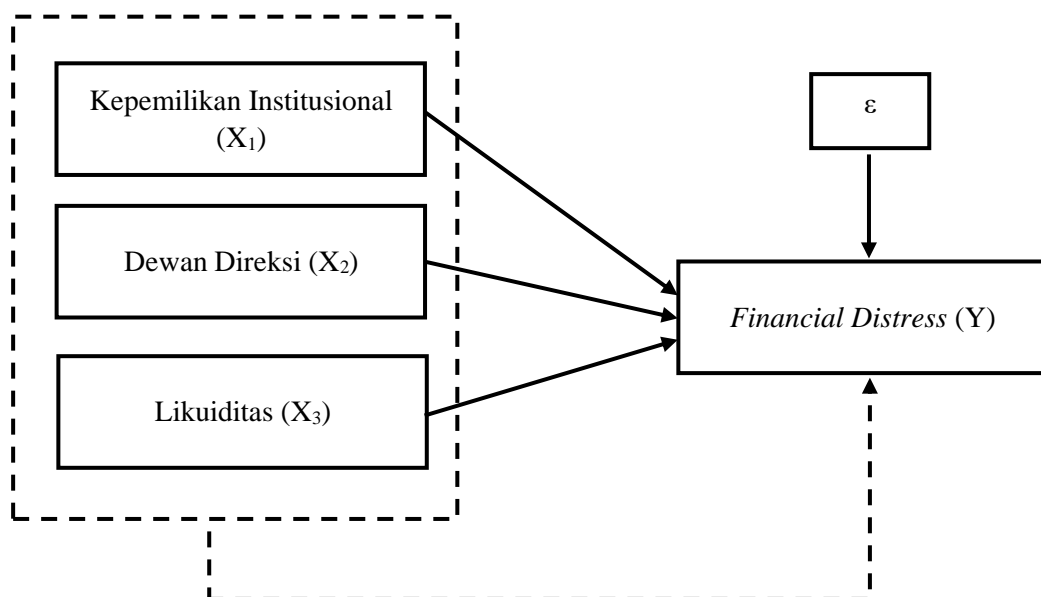 Kepemilikan Institusional
(X₁)
ε
Dewan Direksi (X₂)
Financial Distress (Y)
Likuiditas (X₃)